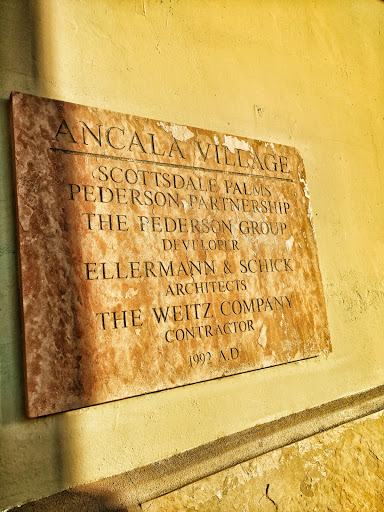 ANCALA VILLAGE
SCOTTSDALE PALMS
PEDERSON PARTNERSHIP
THE PEDERSON GROUP
DEVELOPER
ELLERMANN & SCHICK
ARCHITECTS
THE WEITZ COMPANY
CONTRACTOR
1992 A.D